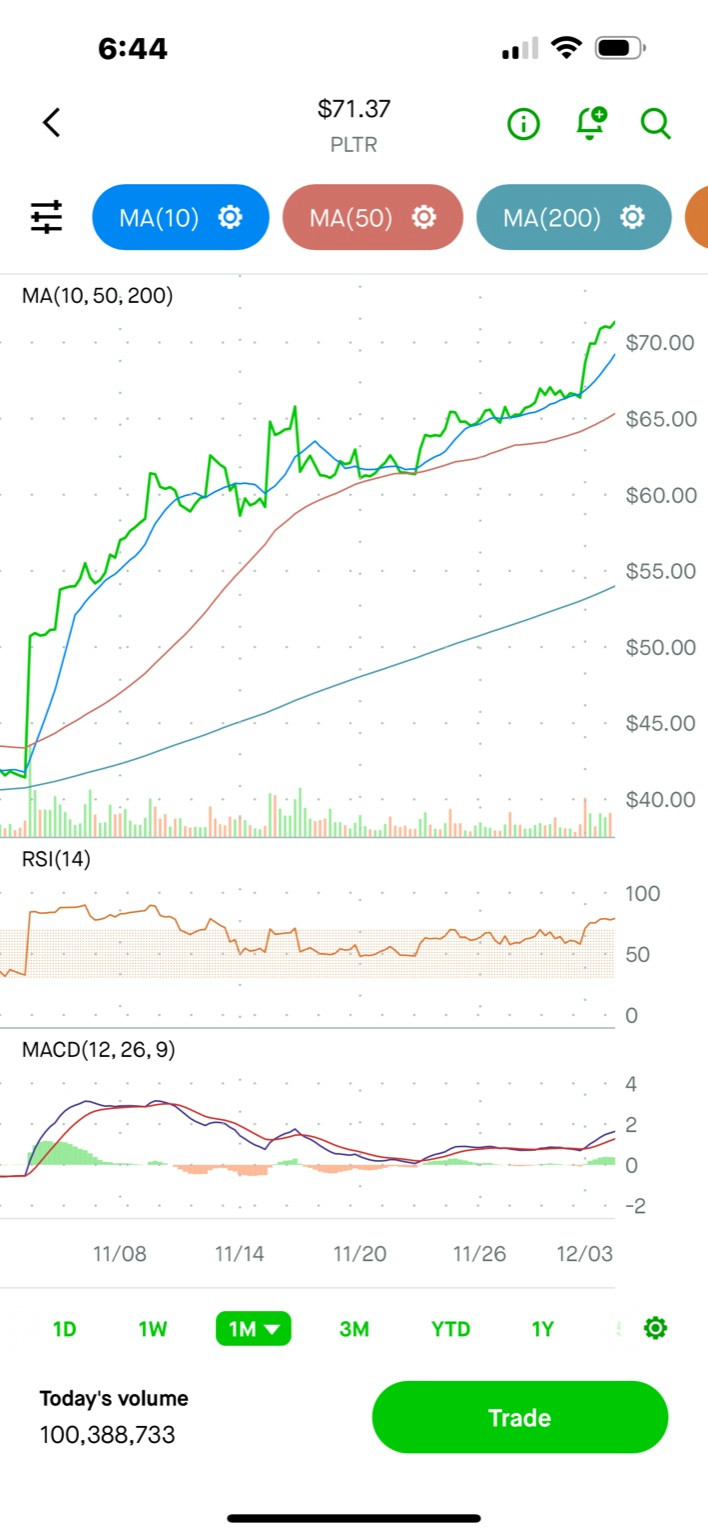 6:44
$71.37
PLTR
MA(10)
MA(50)
MA(200)
MA(10, 50, 200)
$70.00
$65.00
$60.00
$55.00
$50.00
$45.00
$40.00
RSI(14)
100
50
0
MACD(12, 26, 9)
4
2
0
-2
11/08 11/14 11/20 11/26 12/03
1D 1W 1M 3M YTD 1Y
Today's volume
100,388,733
Trade